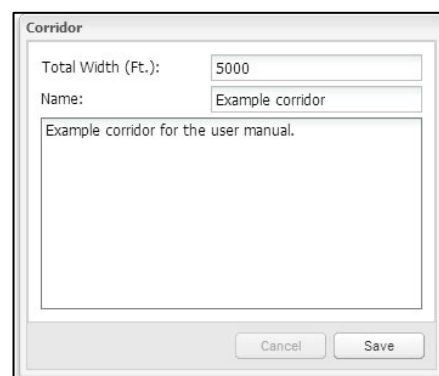 Corridor
Total Width (Ft.): 5000
Name: Example corridor
Example corridor for the user manual.
Cancel Save